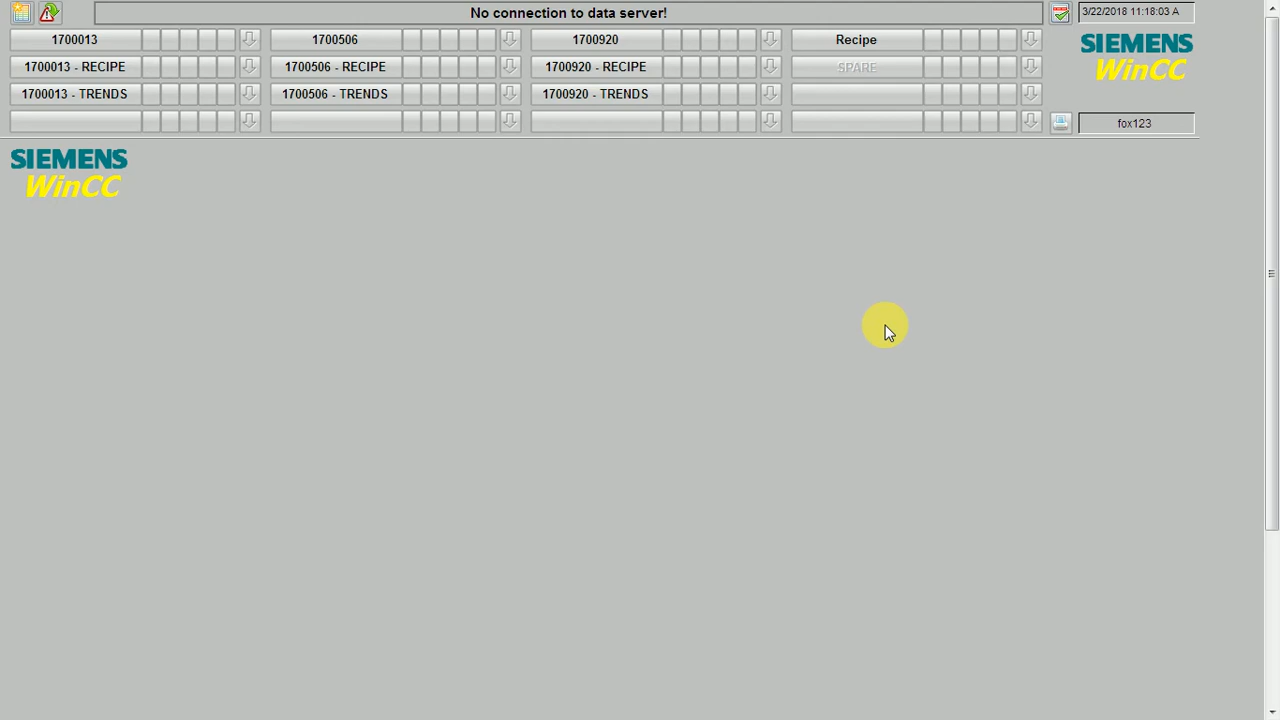 No connection to data server!
3/22/2018 11:18:03 A
1700013
1700506
1700920
Recipe
SIEMENS
WinCC
1700013 - RECIPE
1700506 - RECIPE
1700920 - RECIPE
SPARE
1700013 - TRENDS
1700506 - TRENDS
1700920 - TRENDS
fox123
SIEMENS
WinCC